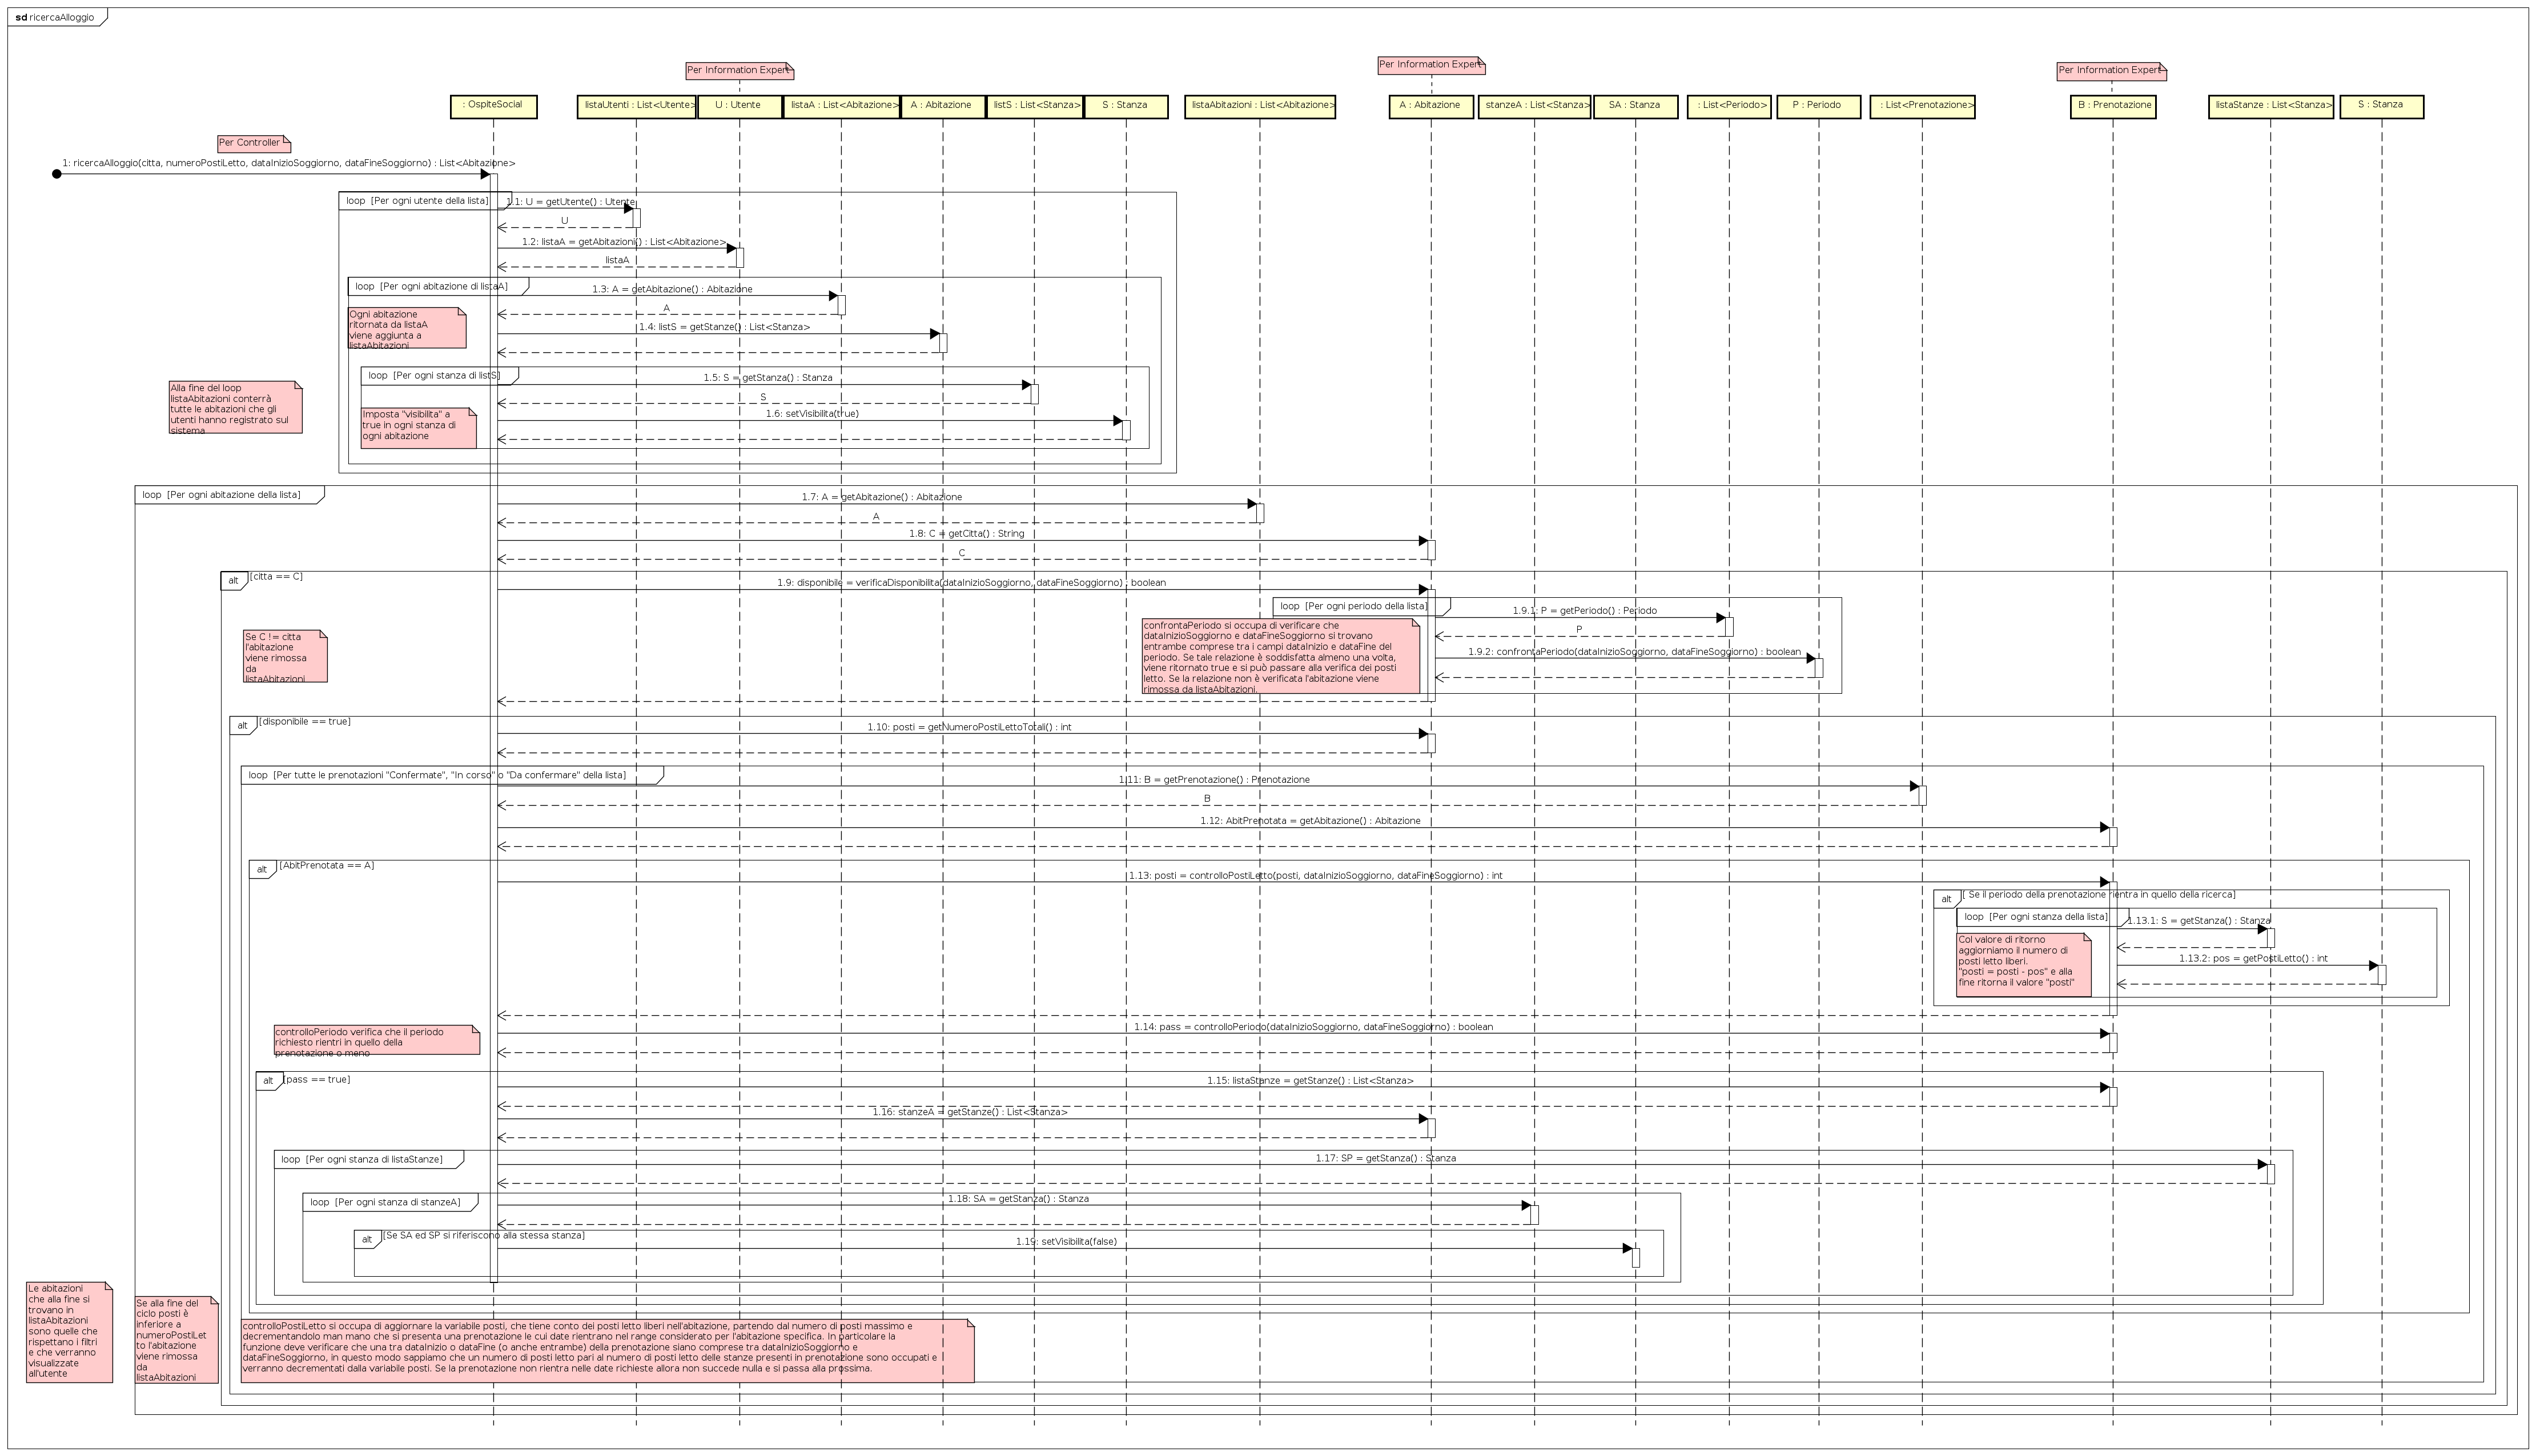 sd ricercaAlloggio
Per Information Expert
Per Information Expert
Per Information Expert
: OspiteSocial
listaUtenti : List<Utente>
U : Utente
listaA : List<Abitazione>
A : Abitazione
listS : List<Stanza>
S : Stanza
listaAbitazioni : List<Abitazione>
A : Abitazione
stanzeA : List<Stanza>
SA : Stanza
: List<Periodo>
P : Periodo
: List<Prenotazione>
B : Prenotazione
listaStanze : List<Stanza>
S : Stanza
Per Controller
1: ricercaAlloggio(citta, numeroPostiLetto, dataInizioSoggiorno, dataFineSoggiorno) : List<Abitazione>
loop [Per ogni utente della lista]
1.1: U = getUtente() : Utente
U
1.2: listaA = getAbitazioni() : List<Abitazione>
listaA
loop [Per ogni abitazione di listaA]
1.3: A = getAbitazione() : Abitazione
A
Ogni abitazione
ritornata da listaA
viene aggiunta a
listaAbitazioni
1.4: listS = getStanze() : List<Stanza>
loop [Per ogni stanza di listS]
1.5: S = getStanza() : Stanza
S
Alla fine del loop
listaAbitazioni conterrà
tutte le abitazioni che gli
utenti hanno registrato sul
sistema
Imposta "visibilita" a
true in ogni stanza di
ogni abitazione
1.6: setVisibilita(true)
loop [Per ogni abitazione della lista]
1.7: A = getAbitazione() : Abitazione
A
1.8: C = getCitta() : String
C
alt [citta == C]
1.9: disponibile = verificaDisponibilita(dataInizioSoggiorno, dataFineSoggiorno) : boolean
loop [Per ogni periodo della lista]
1.9.1: P = getPeriodo() : Periodo
P
Se C != citta
l'abitazione
viene rimossa
da
listaAbitazioni
confrontaPeriodo si occupa di verificare che
dataInizioSoggiorno e dataFineSoggiorno si trovano
entrambe comprese tra i campi dataInizio e dataFine del
periodo. Se tale relazione è soddisfatta almeno una volta,
viene ritornato true e si può passare alla verifica dei posti
letto. Se la relazione non è verificata l'abitazione viene
rimossa da listaAbitazioni.
1.9.2: confrontaPeriodo(dataInizioSoggiorno, dataFineSoggiorno) : boolean
alt [disponibile == true]
1.10: posti = getNumeroPostiLettoTotali() : int
loop [Per tutte le prenotazioni "Confermate", "In corso" o "Da confermare" della lista]
1.11: B = getPrenotazione() : Prenotazione
B
1.12: AbitPrenotata = getAbitazione() : Abitazione
alt [AbitPrenotata == A]
1.13: posti = controlloPostiLetto(posti, dataInizioSoggiorno, dataFineSoggiorno) : int
alt [ Se il periodo della prenotazione rientra in quello della ricerca]
loop [Per ogni stanza della lista]
1.13.1: S = getStanza() : Stanza
Col valore di ritorno
aggiorniamo il numero di
posti letto liberi.
"posti = posti - pos" e alla
fine ritorna il valore "posti"
1.13.2: pos = getPostiLetto() : int
controlloPeriodo verifica che il periodo
richiesto rientri in quello della
prenotazione o meno
1.14: pass = controlloPeriodo(dataInizioSoggiorno, dataFineSoggiorno) : boolean
alt [pass == true]
1.15: listaStanze = getStanze() : List<Stanza>
1.16: stanzeA = getStanze() : List<Stanza>
loop [Per ogni stanza di listaStanze]
1.17: SP = getStanza() : Stanza
loop [Per ogni stanza di stanzeA]
1.18: SA = getStanza() : Stanza
alt [Se SA ed SP si riferiscono alla stessa stanza]
1.19: setVisibilita(false)
Le abitazioni
che alla fine si
trovano in
listaAbitazioni
sono quelle che
rispettano i filtri
e che verranno
visualizzate
all'utente
Se alla fine del
ciclo posti è
inferiore a
numeroPostiLet
to l'abitazione
viene rimossa
da
listaAbitazioni
controlloPostiLetto si occupa di aggiornare la variabile posti, che tiene conto dei posti letto liberi nell'abitazione, partendo dal numero di posti massimo e
decrementandolo man mano che si presenta una prenotazione le cui date rientrano nel range considerato per l'abitazione specifica. In particolare la
funzione deve verificare che una tra dataInizio o dataFine (o anche entrambe) della prenotazione siano comprese tra dataInizioSoggiorno e
dataFineSoggiorno, in questo modo sappiamo che un numero di posti letto pari al numero di posti letto delle stanze presenti in prenotazione sono occupati e
verranno decrementati dalla variabile posti. Se la prenotazione non rientra nelle date richieste allora non succede nulla e si passa alla prossima.